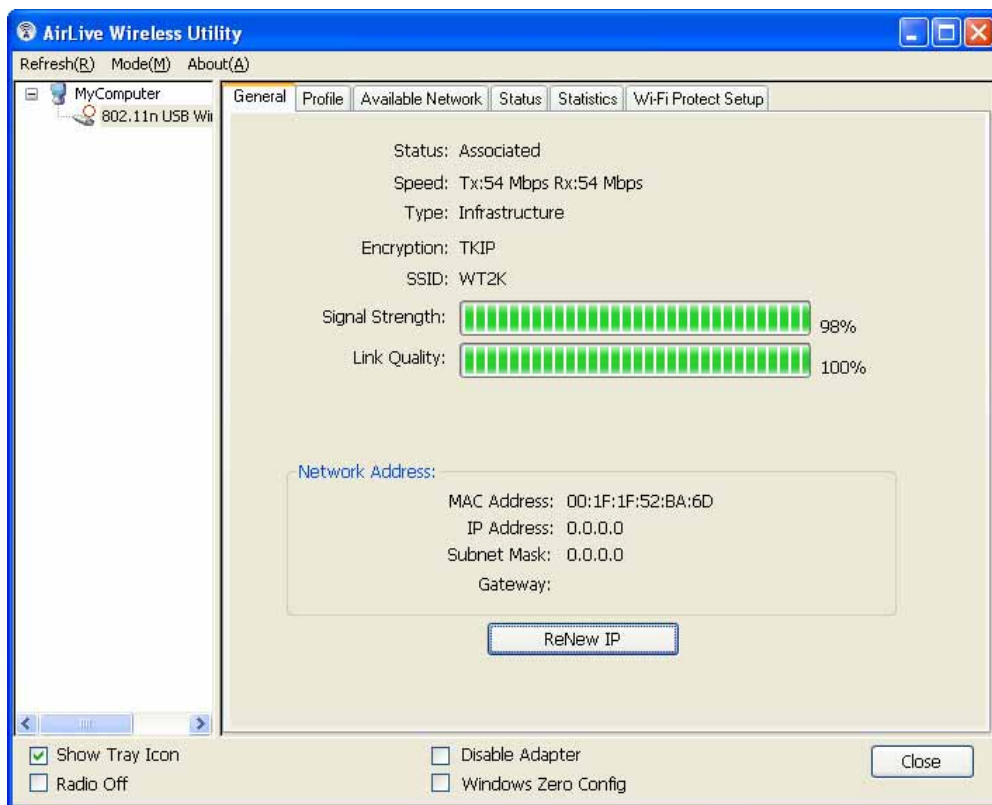 AirLive Wireless Utility
Refresh(R) Mode(M) About(A)
MyComputer
802.11n USB Wi
General Profile Available Network Status Statistics Wi-Fi Protect Setup
Status: Associated
Speed: Tx:54 Mbps Rx:54 Mbps
Type: Infrastructure
Encryption: TKIP
SSID: WT2K
Signal Strength: 98%
Link Quality: 100%
Network Address:
MAC Address: 00:1F:1F:52:BA:6D
IP Address: 0.0.0.0
Subnet Mask: 0.0.0.0
Gateway:
ReNew IP
Show Tray Icon
Disable Adapter
Radio Off
Windows Zero Config
Close